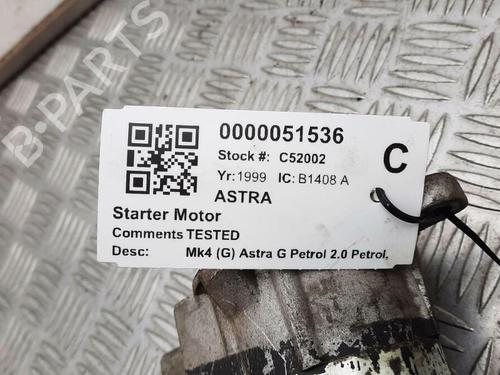 B-PARTS
0000051536
Stock #: C52002
C
Yr: 1999 IC: B1408 A
ASTRA
Starter Motor
Comments TESTED
Desc: Mk4 (G) Astra G Petrol 2.0 Petrol,